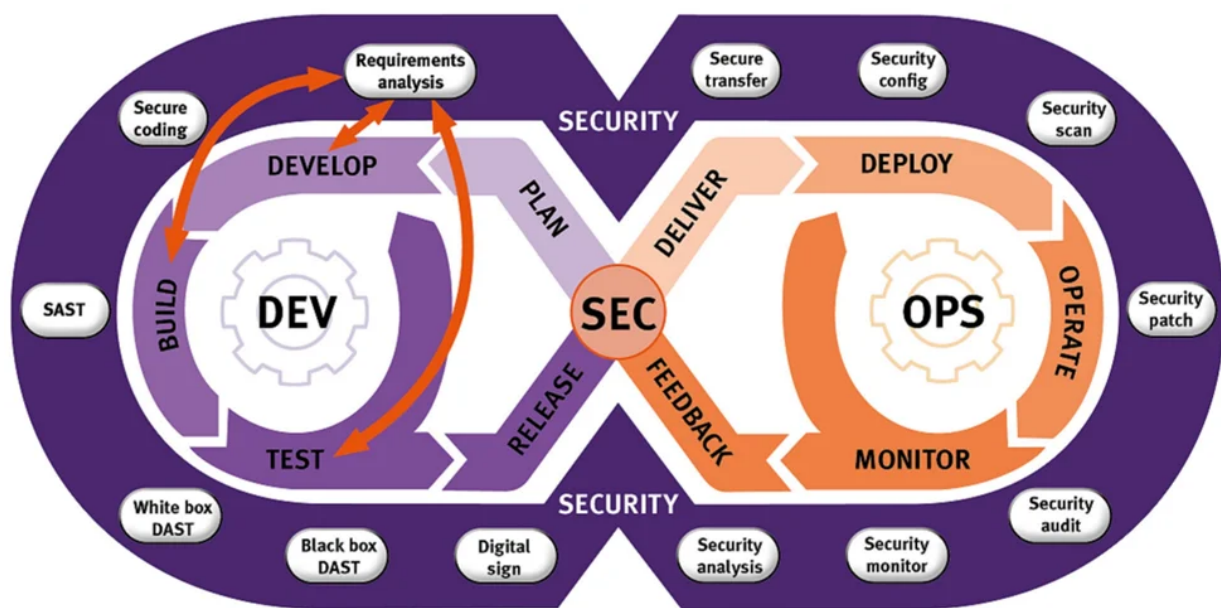 Requirements
analysis
Secure
transfer
Security
config
Secure
coding
SECURITY
Security
scan
DEVELOP
PLAN
DELIVER
DEPLOY
SAST
BUILD
DEV
SEC
OPS
OPERATE
Security
patch
TEST
RELEASE
FEEDBACK
MONITOR
White box
DAST
SECURITY
Security
audit
Black box
DAST
Digital
sign
Security
analysis
Security
monitor